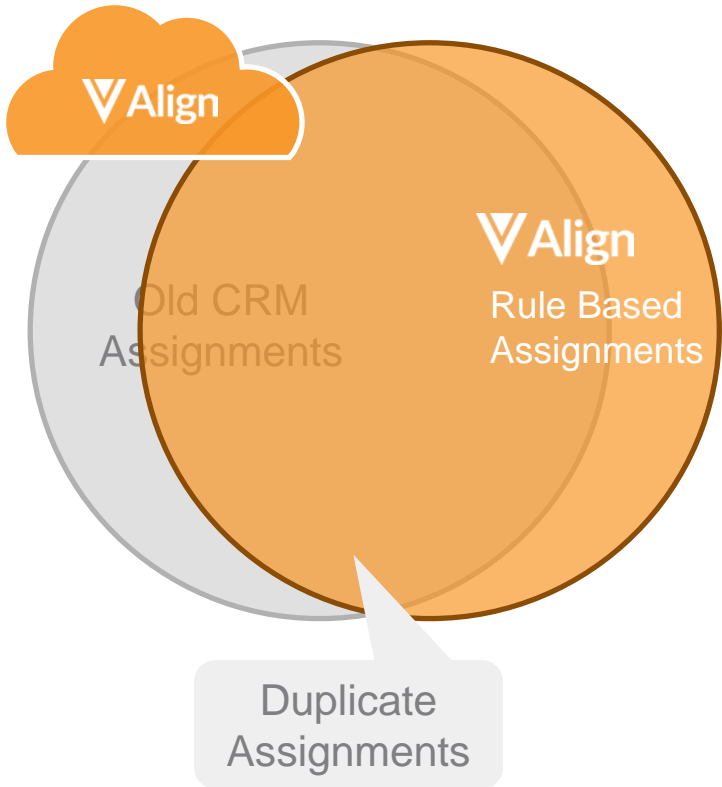 Align
Old CRM
Assignments
Align
Rule Based
Assignments
Duplicate
Assignments